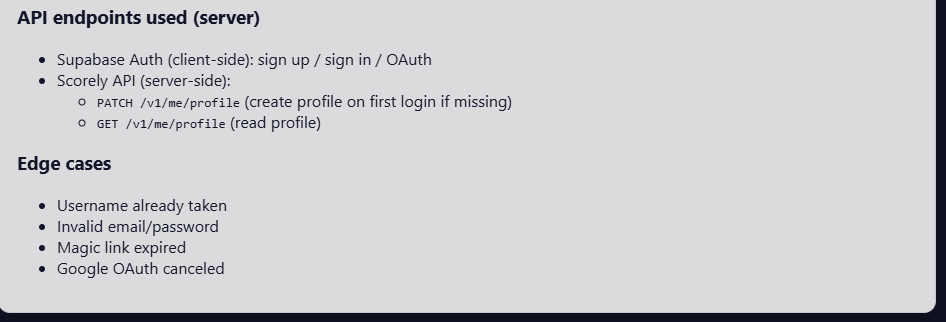 API endpoints used (server)
Supabase Auth (client-side): sign up / sign in / OAuth
Scorely API (server-side):
PATCH /v1/me/profile (create profile on first login if missing)
GET /v1/me/profile (read profile)
Edge cases
Username already taken
Invalid email/password
Magic link expired
Google OAuth canceled